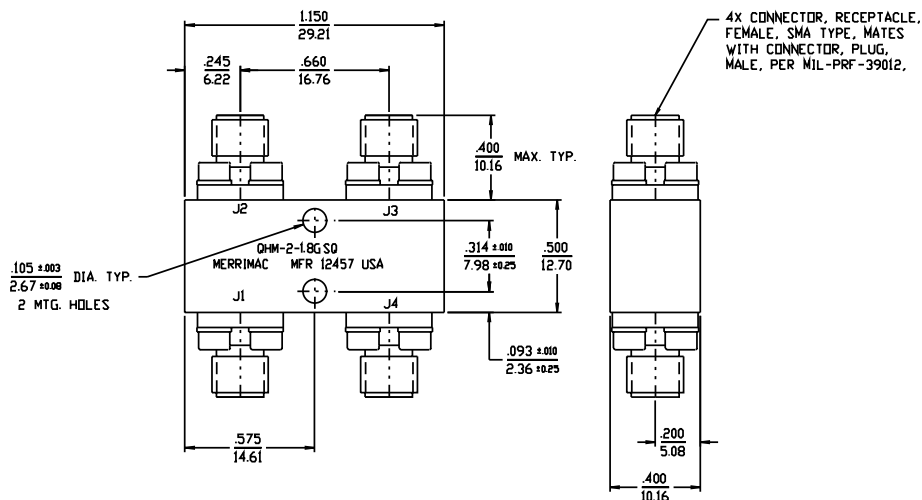 1.150
29.21
4X CONNECTOR, RECEPTACLE,
FEMALE, SMA TYPE, MATES
WITH CONNECTOR, PLUG,
MALE, PER MIL-PRF-39012,
.245
6.22
.660
16.76
.400
10.16
MAX. TYP.
J2
J3
QHM-2-1.8G SQ
MERRIMAC MFR 12457 USA
J1
J4
.314 ±.010
7.98 ±0.25
.500
12.70
.105 ±.003
2.67 ±0.08
DIA. TYP.
2 MTG. HOLES
.093 ±.010
2.36 ±0.25
.575
14.61
.200
5.08
.400
10.16